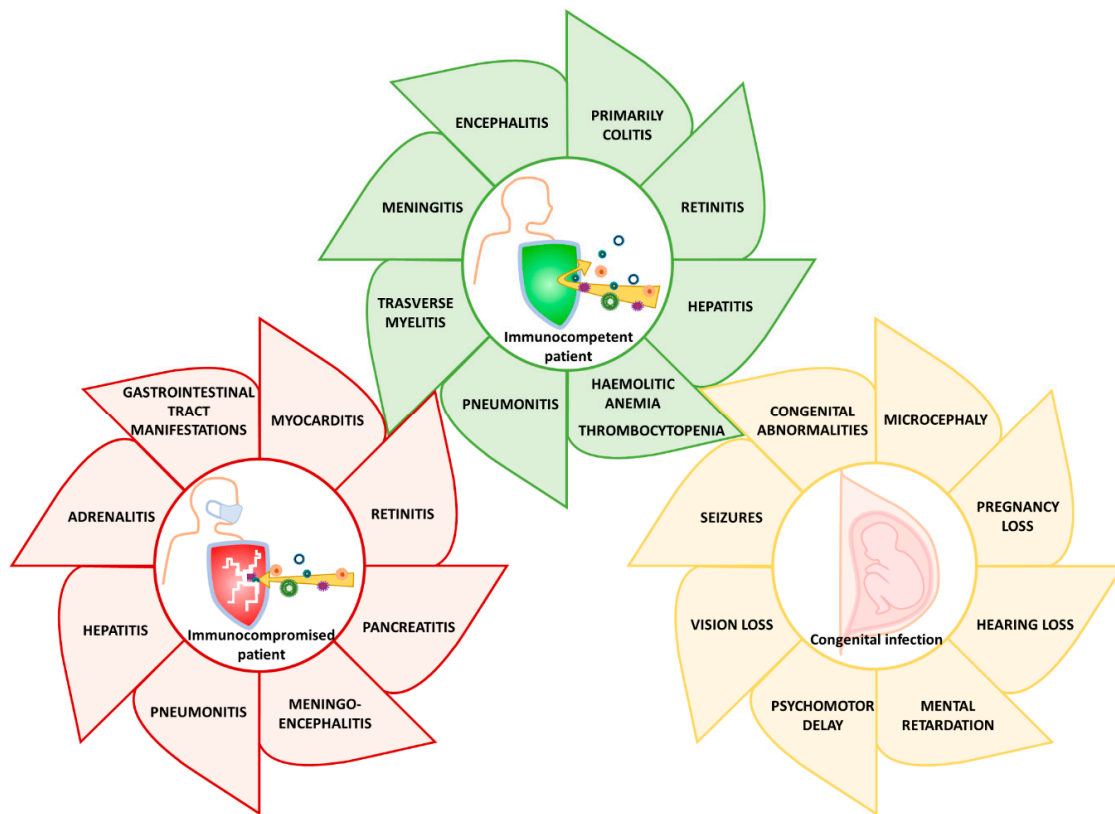 ENCEPHALITIS
PRIMARILY
COLITIS
RETINITIS
HEPATITIS
HAEMOLITIC
ANEMIA
THROMBOCYTOPENIA
PNEUMONITIS
TRASVERSE
MYELITIS
MENINGITIS
Immunocompetent
patient
GASTROINTESTINAL
TRACT
MANIFESTATIONS
MYOCARDITIS
RETINITIS
PANCREATITIS
MENINGO-
ENCEPHALITIS
PNEUMONITIS
HEPATITIS
ADRENALITIS
Immunocompromised
patient
CONGENITAL
ABNORMALITIES
MICROCEPHALY
PREGNANCY
LOSS
HEARING LOSS
MENTAL
RETARDATION
PSYCHOMOTOR
DELAY
VISION LOSS
SEIZURES
Congenital infection